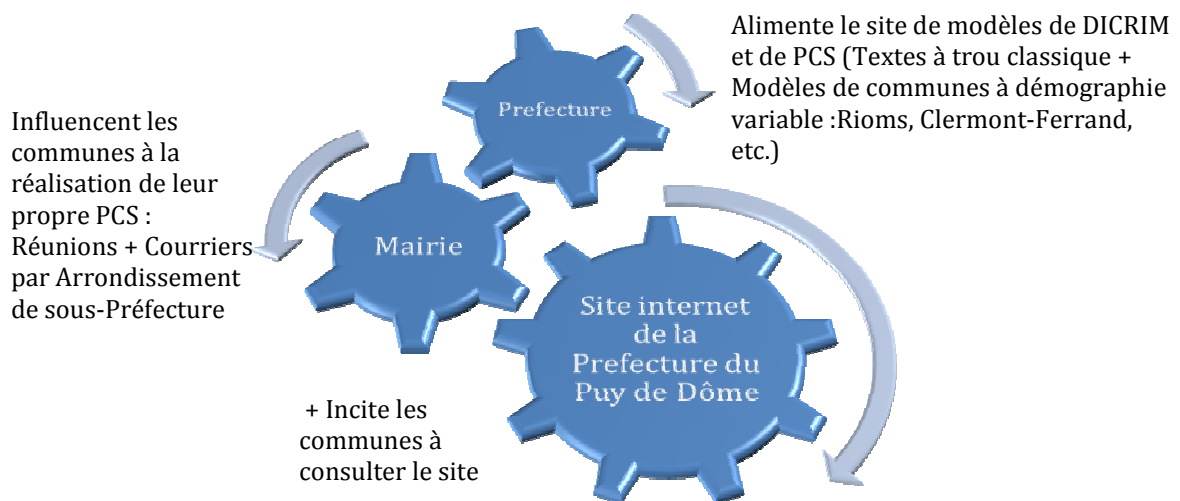 Alimente le site de modèles de DICRIM
et de PCS (Textes à trou classique +
Modèles de communes à démographie
variable :Rioms, Clermont-Ferrand,
etc.)
Prefecture
Influencent les
communes à la
réalisation de leur
propre PCS :
Réunions + Courriers
par Arrondissement
de sous-Préfecture
Mairie
Site internet
de la
Prefecture du
Puy de Dôme
+ Incite les
communes à
consulter le site